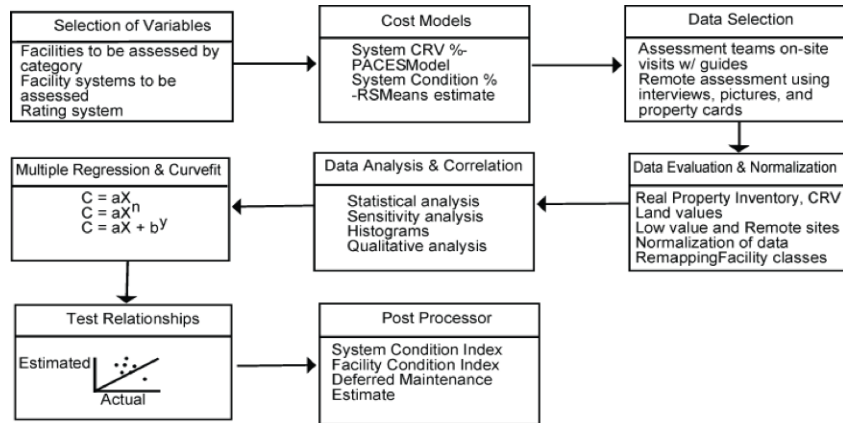 Selection of Variables
Facilities to be assessed by
category
Facility systems to be
assessed
Rating system
Cost Models
System CRV %-
PACESModel
System Condition %
-RSMeans estimate
Data Selection
Assessment teams on-site
visits w/ guides
Remote assessment using
interviews, pictures, and
property cards
Data Evaluation & Normalization
Real Property Inventory, CRV
Land values
Low value and Remote sites
Normalization of data
RemappingFacility classes
Data Analysis & Correlation
Statistical analysis
Sensitivity analysis
Histograms
Qualitative analysis
Multiple Regression & Curvefit
C = aX
C = aXⁿ
C = aX + bʸ
Test Relationships
Estimated
Actual
Post Processor
System Condition Index
Facility Condition Index
Deferred Maintenance
Estimate